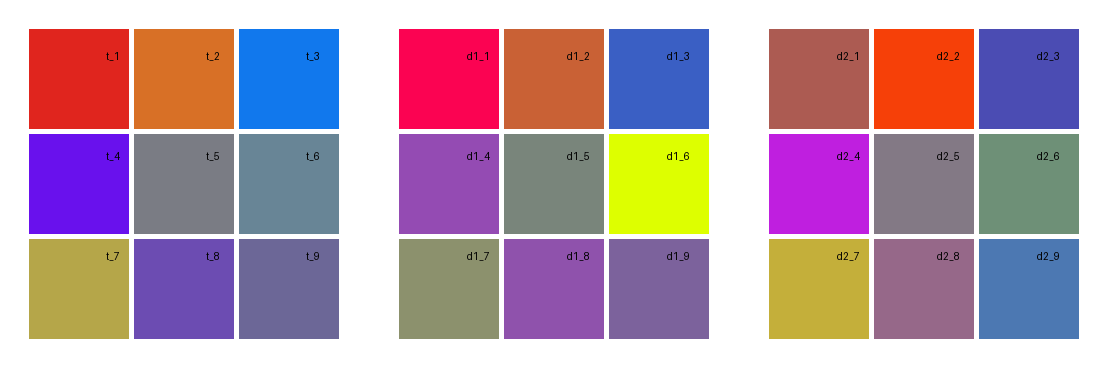 t_1 t_2 t_3 d1_1 d1_2 d1_3 d2_1 d2_2 d2_3
t_4 t_5 t_6 d1_4 d1_5 d1_6 d2_4 d2_5 d2_6
t_7 t_8 t_9 d1_7 d1_8 d1_9 d2_7 d2_8 d2_9